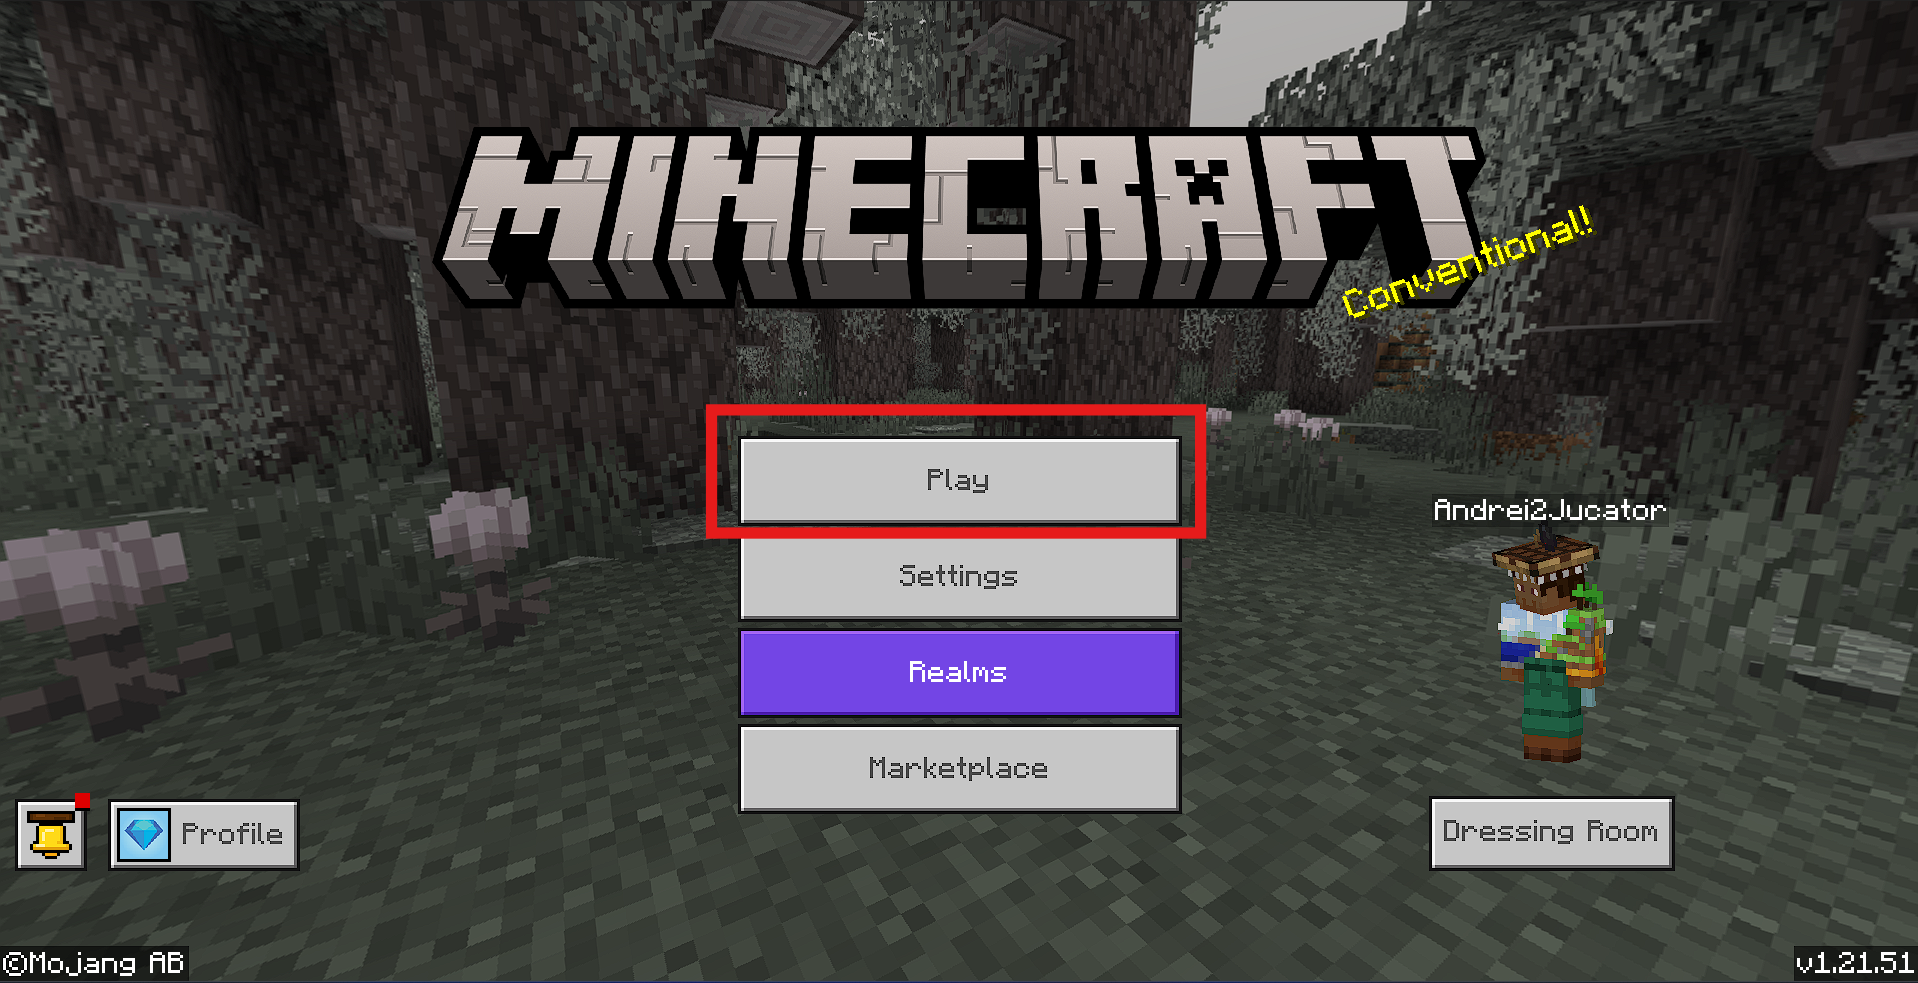 MINECRAFT
Conventional!
Play
Andrei2Jucator
Settings
Realms
Marketplace
Profile
Dressing Room
©Mojang AB
v1.21.51